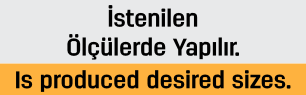 İstenilen
Ölçülerde Yapılır.
Is produced desired sizes.